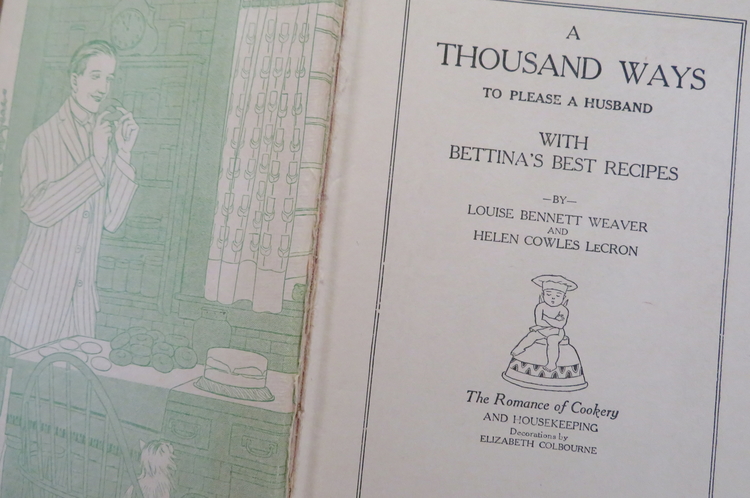 A
THOUSAND WAYS
TO PLEASE A HUSBAND
WITH
BETTINA'S BEST RECIPES
—BY—
LOUISE BENNETT WEAVER
AND
HELEN COWLES LECRON
The Romance of Cookery
AND HOUSEKEEPING
Decorations by
ELIZABETH COLBOURNE